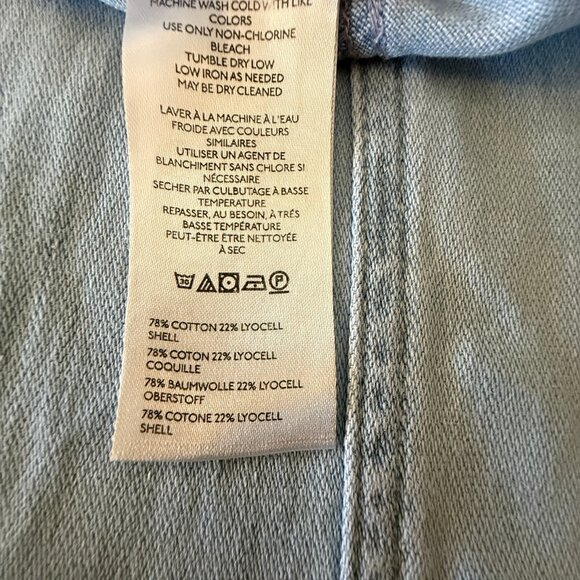 MACHINE WASH COLD WITH LIKE
COLORS
USE ONLY NON-CHLORINE
BLEACH
TUMBLE DRY LOW
LOW IRON AS NEEDED
MAY BE DRY CLEANED
LAVER À LA MACHINE À L'EAU
FROIDE AVEC COULEURS
SIMILAIRES
UTILISER UN AGENT DE
BLANCHIMENT SANS CHLORE SI
NÉCESSAIRE
SECHER PAR CULBUTAGE À BASSE
TEMPERATURE
REPASSER, AU BESOIN, À TRÉS
BASSE TEMPÉRATURE
PEUT-ÊTRE ÊTRE NETTOYÉE
À SEC
30 P
78% COTTON 22% LYOCELL
SHELL
78% COTON 22% LYOCELL
COQUILLE
78% BAUMWOLLE 22% LYOCELL
OBERSTOFF
78% COTONE 22% LYOCELL
SHELL